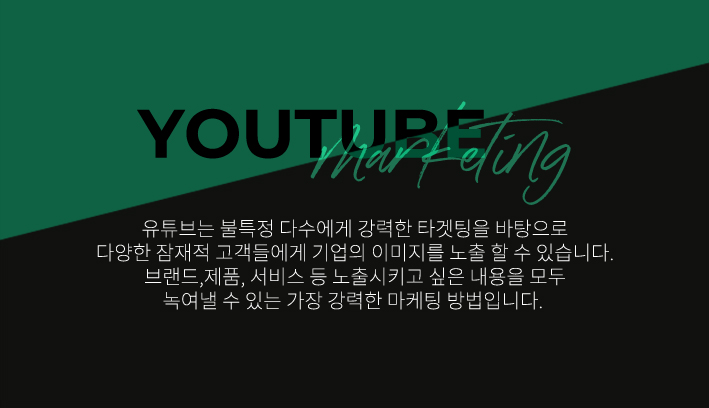 YOUTUBE
marketing
유튜브는 불특정 다수에게 강력한 타겟팅을 바탕으로
다양한 잠재적 고객들에게 기업의 이미지를 노출 할 수 있습니다.
브랜드,제품, 서비스 등 노출시키고 싶은 내용을 모두
녹여낼 수 있는 가장 강력한 마케팅 방법입니다.